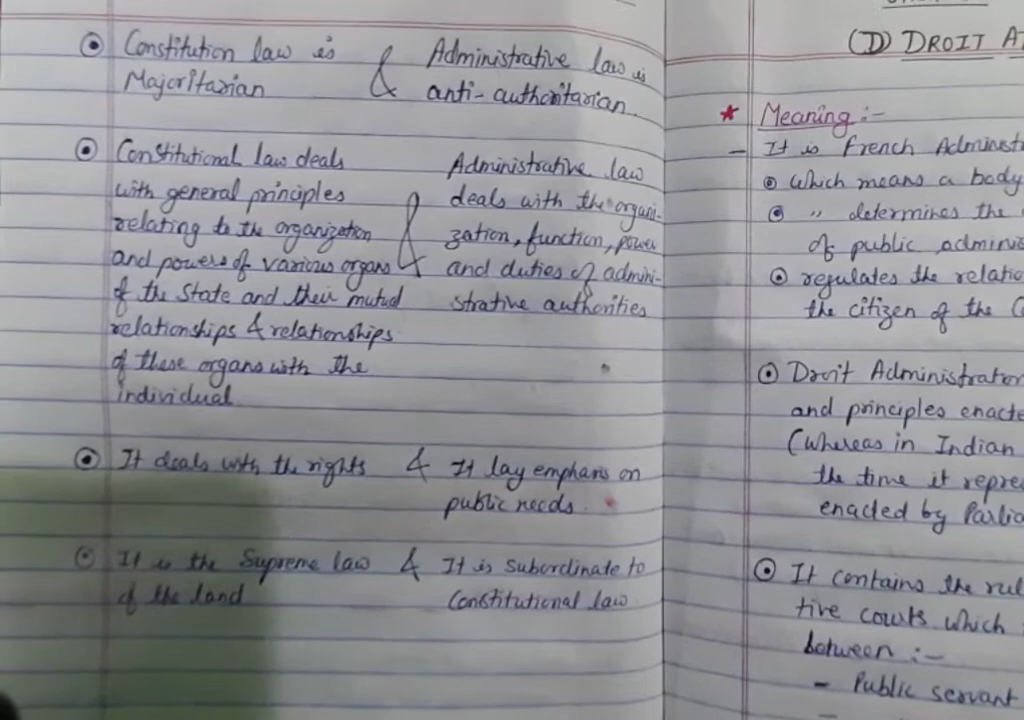 Constitution law is & Administrative law is
Majoritarian anti-authoritarian
Constitutional law deals Administrative law
with general principles deals with the organi-
relating to the organization & zation, function, power
and powers of various organs and duties of admini-
of the State and their mutual strative authorities
relationships & relationships
of these organs with the
individual
It deals with the rights & It lay emphasis on
public needs.
It is the Supreme law & It is subordinate to
of the land Constitutional law
(D) DROIT
* Meaning :-
- It is French
which means a body
" determines the
of public
regulates the
the citizen of the
Droit
and principles
(Whereas in Indian
the time it
enacted by
It contains the
tive courts which
between :-
- Public servant